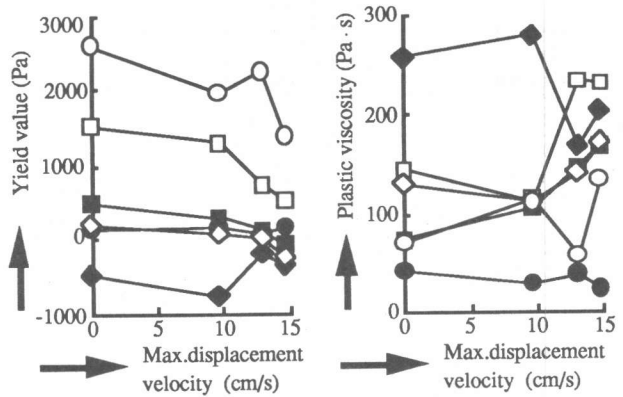 3000
2000
1000
0
-1000
Yield value (Pa)
0 5 10 15
Max.displacement
velocity (cm/s)
300
200
100
0
Plastic viscosity (Pa · s)
0 5 10 15
Max.displacement
velocity (cm/s)